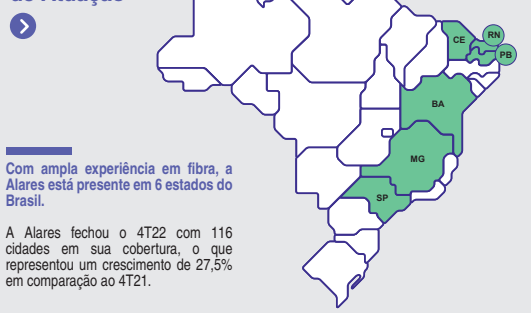 Com ampla experiência em fibra, a
Alares está presente em 6 estados do
Brasil.
A Alares fechou o 4T22 com 116
cidades em sua cobertura, o que
representou um crescimento de 27,5%
em comparação ao 4T21.
CE
RN
PB
BA
MG
SP